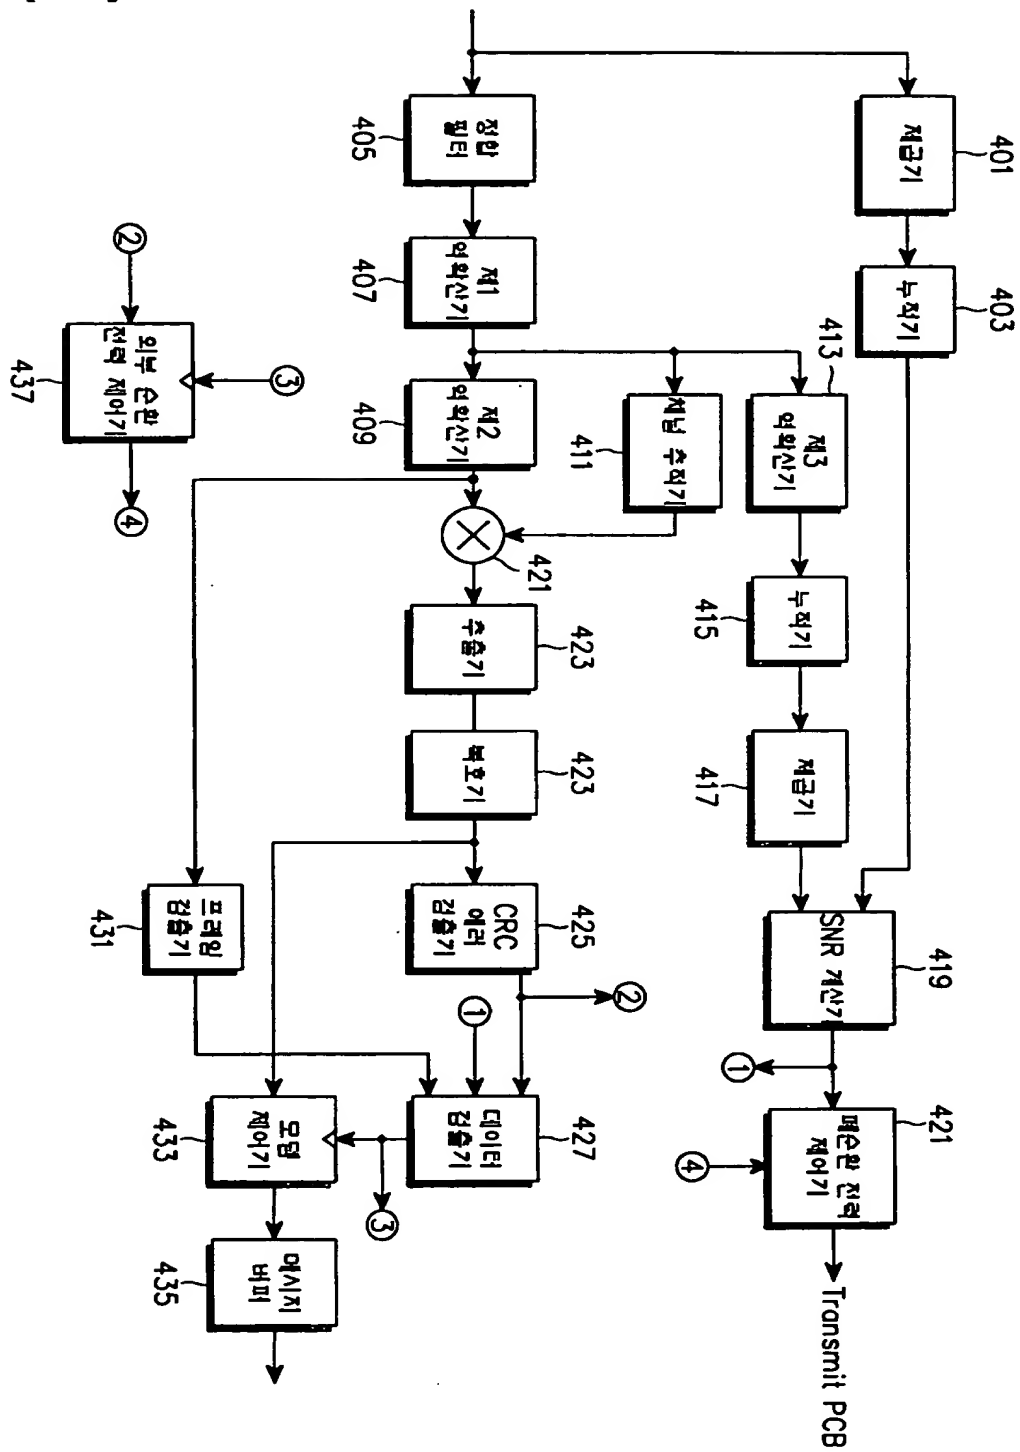 401
제곱기
403
누적기
419
SNR 계산기
421
폐순환 전력
제어기
Transmit PCB
①
④
413
제3
역확산기
415
누적기
417
제곱기
411
채널 추적기
②
405
정합
필터
407
제1
역확산기
409
제2
역확산기
421
423
추출기
423
복호기
425
CRC
에러
검출기
①
427
데이터
검출기
③
431
프레임
검출기
433
모뎀
제어기
435
메시지
버퍼
②
③
437
외부 순환
전력 제어기
④